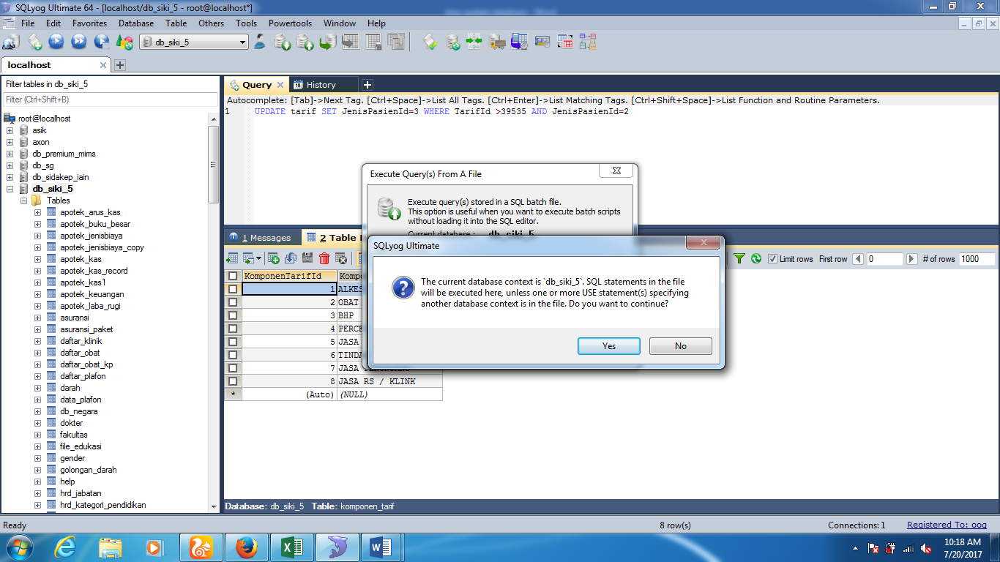 SQLyog Ultimate 64 - [localhost/db_siki_5 - root@localhost*]
File Edit Favorites Database Table Others Tools Powertools Window Help
db_siki_5
localhost
Filter tables in db_siki_5
Filter (Ctrl+Shift+B)
root@localhost
asik
axon
db_premium_mims
db_sg
db_sidakep_iain
db_siki_5
Tables
apotek_arus_kas
apotek_buku_besar
apotek_jenisbiaya
apotek_jenisbiaya_copy
apotek_kas
apotek_kas_record
apotek_kas1
apotek_keuangan
apotek_laba_rugi
asuransi
asuransi_paket
daftar_klinik
daftar_obat
daftar_obat_kp
daftar_plafon
darah
data_plafon
db_negara
dokter
fakultas
file_edukasi
gender
golongan_darah
help
hrd_jabatan
hrd_kategori_pendidikan
Query
History
Autocomplete: [Tab]->Next Tag. [Ctrl+Space]->List All Tags. [Ctrl+Enter]->List Matching Tags. [Ctrl+Shift+Space]->List Function and Routine Parameters.
1 UPDATE tarif SET JenisPasienId=3 WHERE TarifId >39535 AND JenisPasienId=2
Execute Query(s) From A File
Execute query(s) stored in a SQL batch file.
This option is useful when you want to execute batch scripts
without loading it into the SQL editor.
Current database : db_siki_5
SQLyog Ultimate
The current database context is `db_siki_5`. SQL statements in the file
will be executed here, unless one or more USE statement(s) specifying
another database context is in the file. Do you want to continue?
Yes
No
1 Messages
2 Table
Limit rows First row 0 # of rows 1000
KomponenTarifId
1 ALKES
2 OBAT
3 BHP
4 PERCE
5 JASA
6 TINDA
7 JASA
8 JASA RS / KLINK
* (Auto) (NULL)
Database: db_siki_5 Table: komponen_tarif
Ready
8 row(s)
Connections: 1
Registered To: oog
10:18 AM
7/20/2017